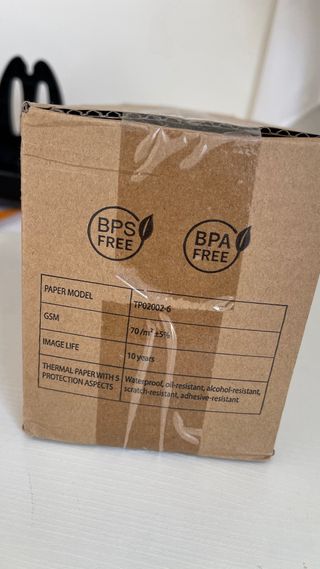 BPS
FREE
BPA
FREE
PAPER MODEL TP02002-6
GSM 70 /m² ±5%
IMAGE LIFE 10 years
THERMAL PAPER WITH 5 Waterproof, oil-resistant, alcohol-resistant,
PROTECTION ASPECTS scratch-resistant, adhesive-resistant